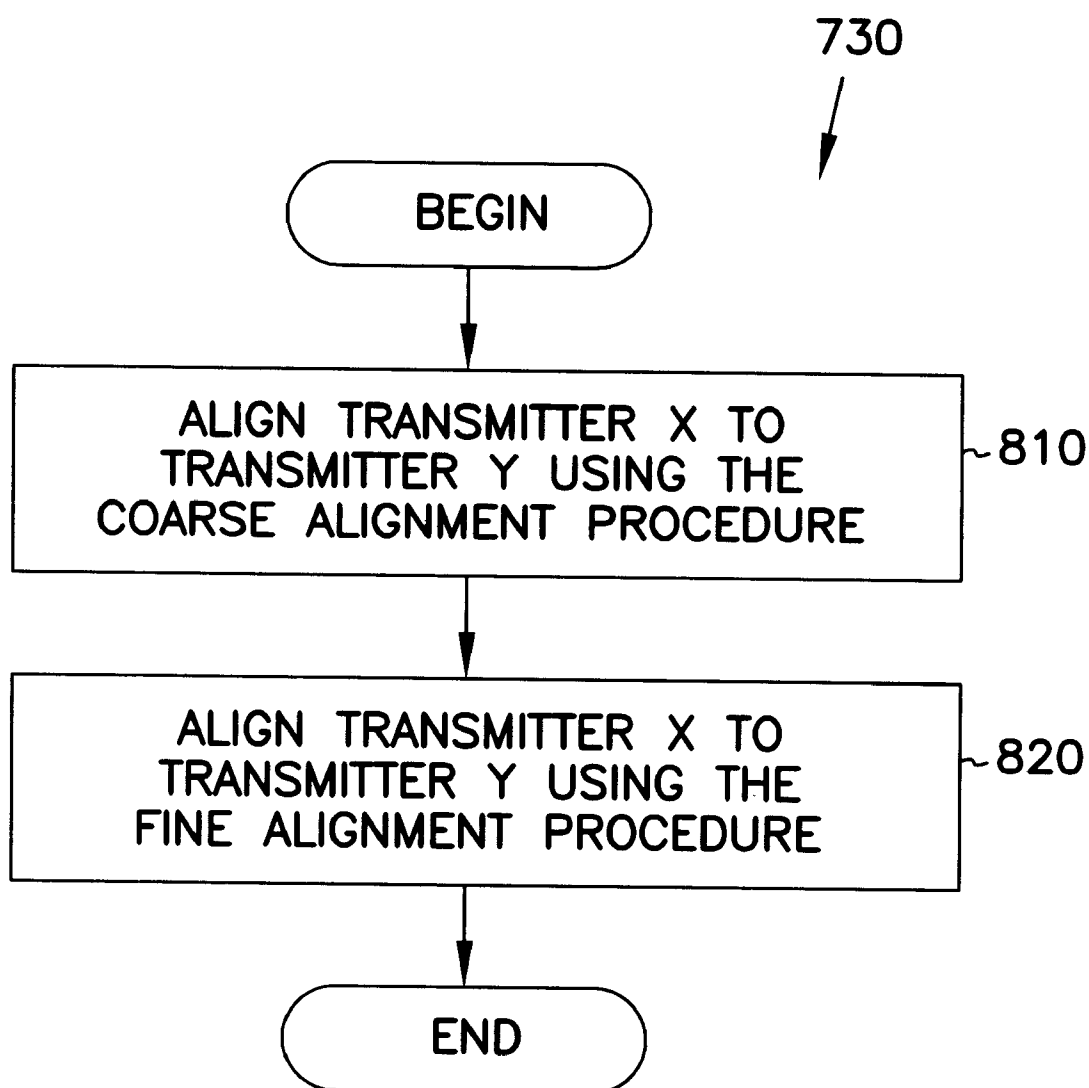 730
BEGIN
ALIGN TRANSMITTER X TO
TRANSMITTER Y USING THE
COARSE ALIGNMENT PROCEDURE
810
ALIGN TRANSMITTER X TO
TRANSMITTER Y USING THE
FINE ALIGNMENT PROCEDURE
820
END